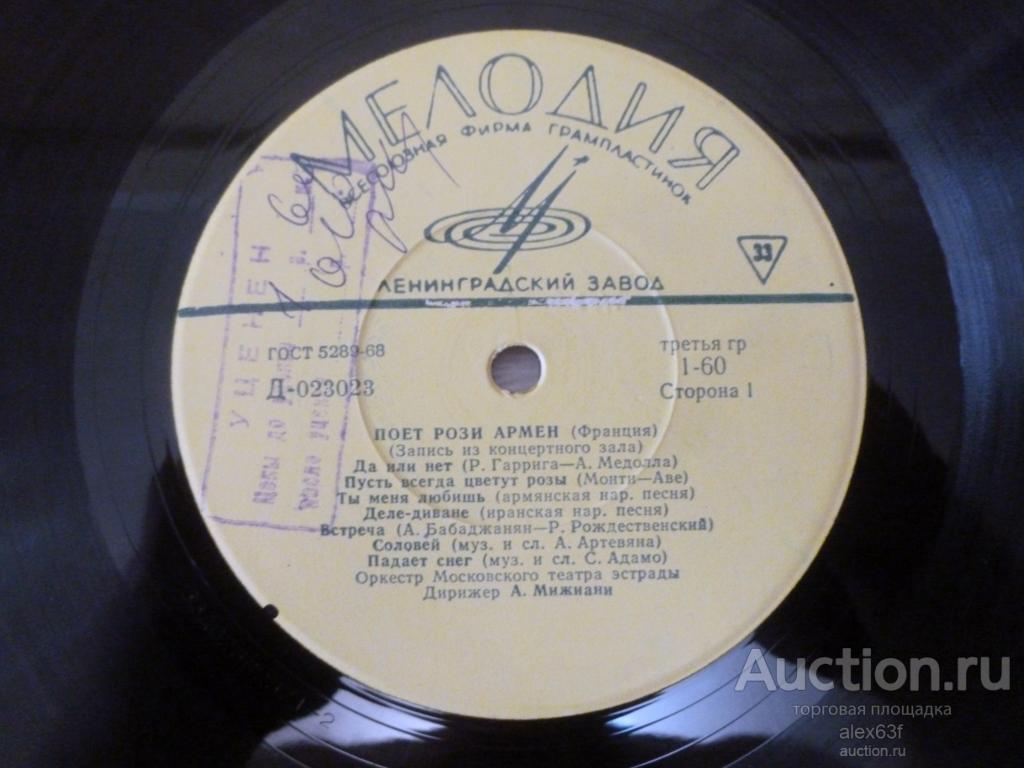 МЕЛОДИЯ
ВСЕСОЮЗНАЯ ФИРМА ГРАМПЛАСТИНОК
33
ЛЕНИНГРАДСКИЙ ЗАВОД
ГОСТ 5289-68
Д-023023
третья гр
1-60
Сторона 1
ПОЕТ РОЗИ АРМЕН (Франция)
(Запись из концертного зала)
Да или нет (Р. Гаррига—А. Медолла)
Пусть всегда цветут розы (Монти—Аве)
Ты меня любишь (армянская нар. песня)
Деле-диване (иранская нар. песня)
Встреча (А. Бабаджанян—Р. Рождественский)
Соловей (муз. и сл. А. Артевяна)
Падает снег (муз. и сл. С. Адамо)
Оркестр Московского театра эстрады
Дирижер А. Мижиани
УЦЕНЕН
2
Auction.ru
торговая площадка
alex63f
auction.ru